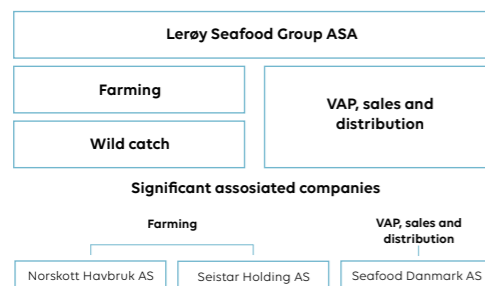 Lerøy Seafood Group ASA
Farming
VAP, sales and
distribution
Wild catch
Significant assosiated companies
Farming
VAP, sales and
distribution
Norskott Havbruk AS
Seistar Holding AS
Seafood Danmark AS